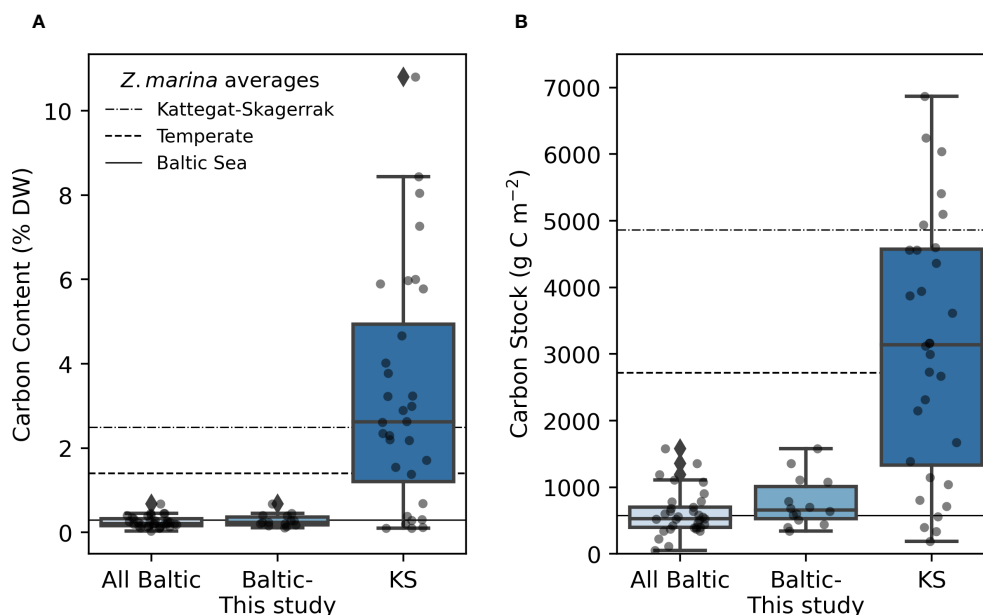 A
Z. marina averages
Kattegat-Skagerrak
Temperate
Baltic Sea
Carbon Content (% DW)
10
8
6
4
2
0
All Baltic
Baltic-
This study
KS
B
Carbon Stock (g C m⁻²)
7000
6000
5000
4000
3000
2000
1000
0
All Baltic
Baltic-
This study
KS